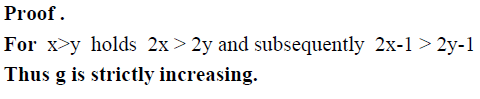 Proof .
For x>y holds 2x > 2y and subsequently 2x-1 > 2y-1
Thus g is strictly increasing.